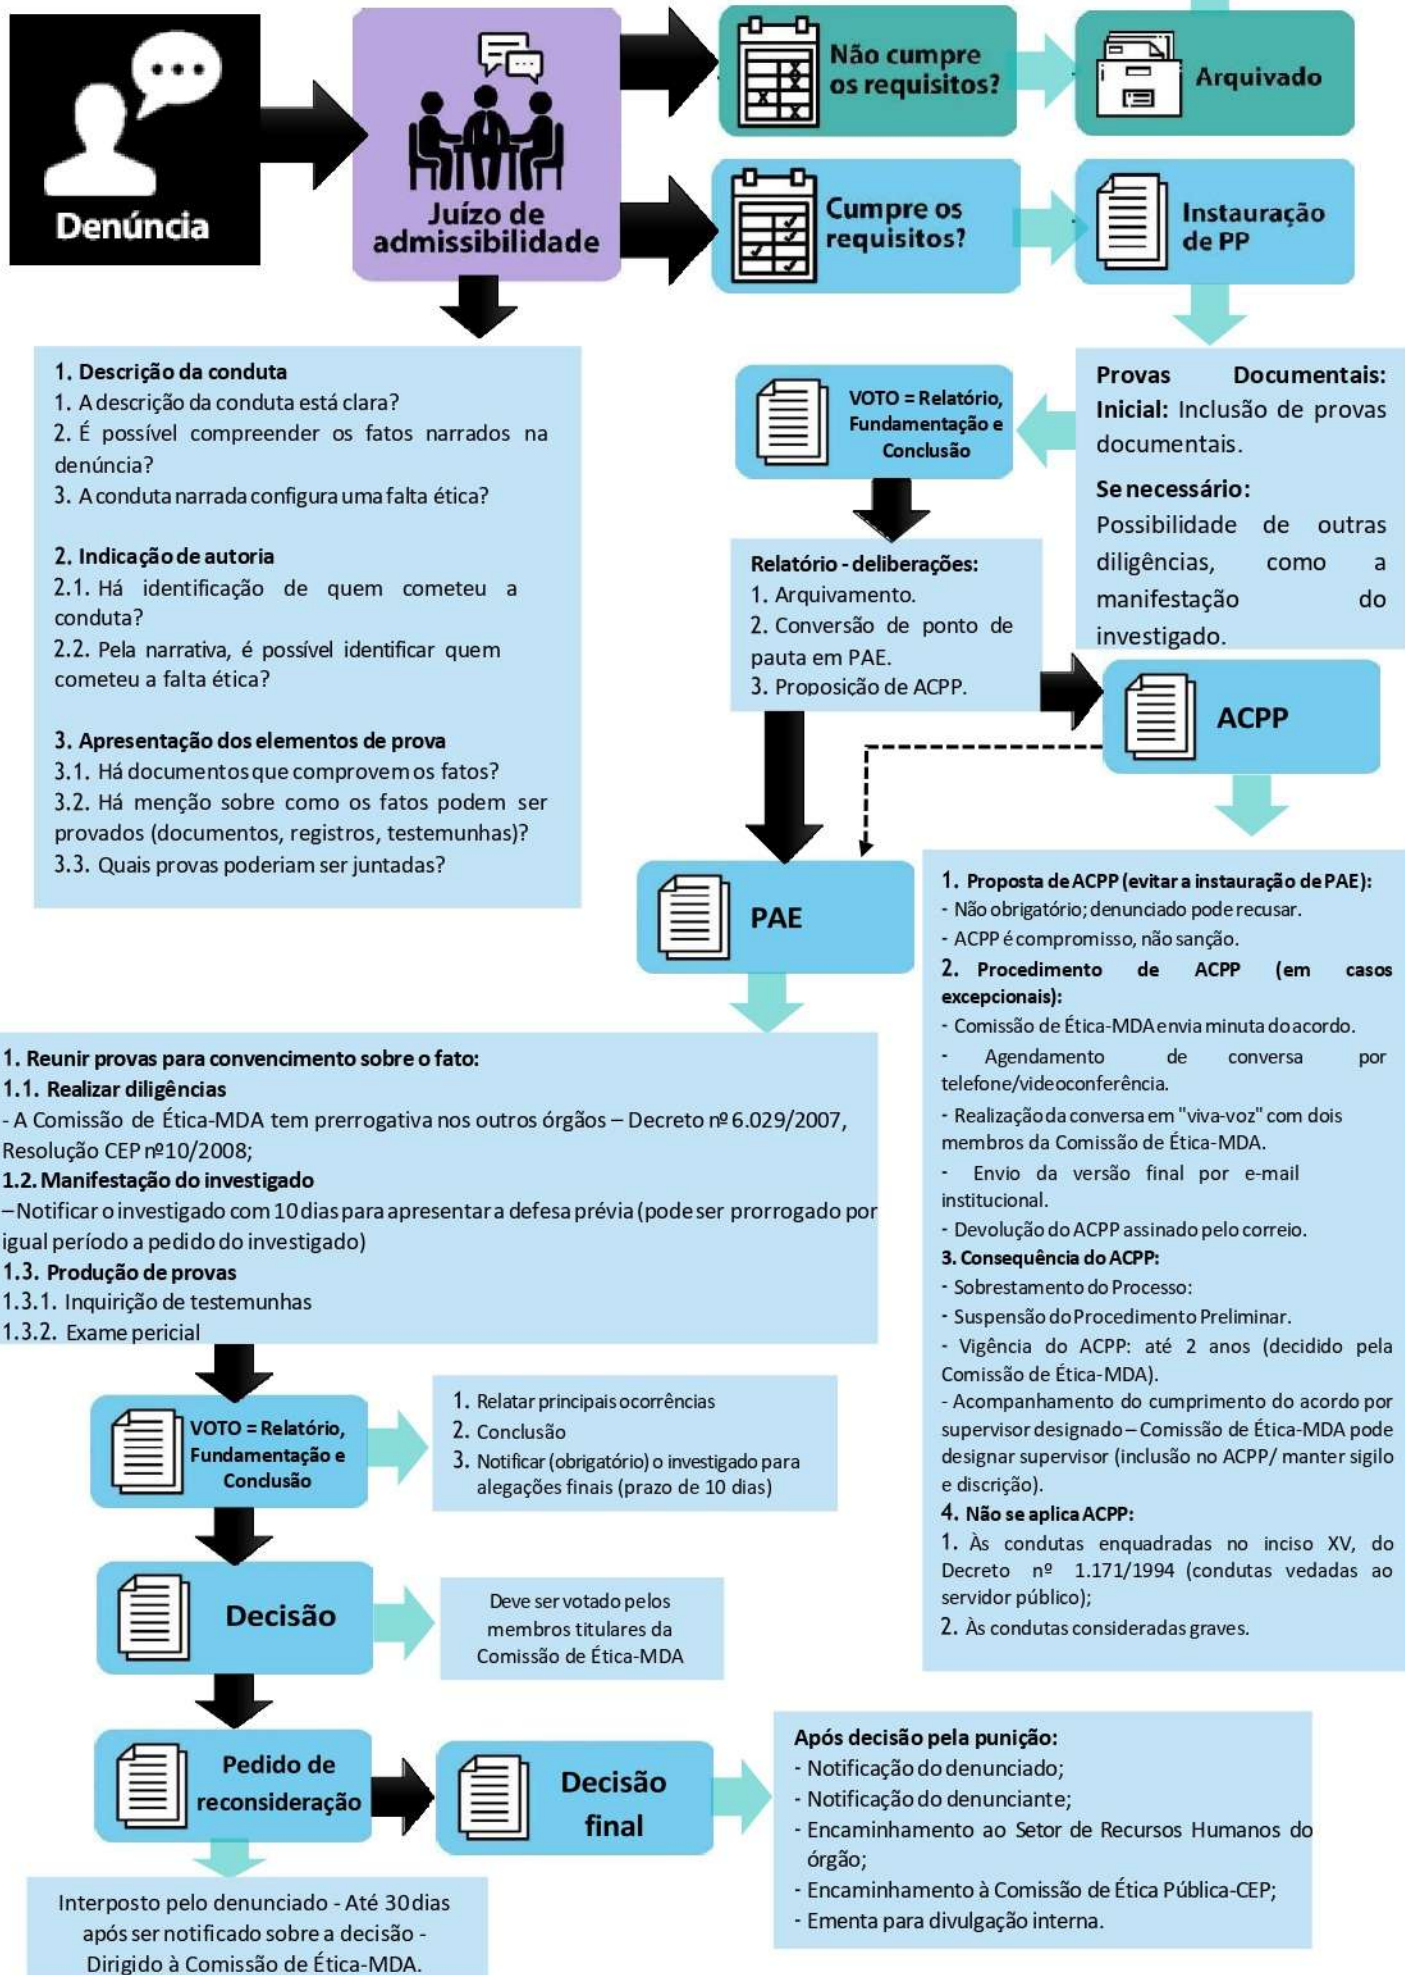 Denúncia
Juízo de
admissibilidade
Não cumpre
os requisitos?
Arquivado
Cumpre os
requisitos?
Instauração
de PP
1. Descrição da conduta
1. A descrição da conduta está clara?
2. É possível compreender os fatos narrados na
denúncia?
3. A conduta narrada configura uma falta ética?
2. Indicação de autoria
2.1. Há identificação de quem cometeu a
conduta?
2.2. Pela narrativa, é possível identificar quem
cometeu a falta ética?
3. Apresentação dos elementos de prova
3.1. Há documentos que comprovem os fatos?
3.2. Há menção sobre como os fatos podem ser
provados (documentos, registros, testemunhas)?
3.3. Quais provas poderiam ser juntadas?
Provas Documentais:
Inicial: Inclusão de provas
documentais.
Se necessário:
Possibilidade de outras
diligências, como a
manifestação do
investigado.
VOTO = Relatório,
Fundamentação e
Conclusão
Relatório - deliberações:
1. Arquivamento.
2. Conversão de ponto de
pauta em PAE.
3. Proposição de ACPP.
ACPP
1. Proposta de ACPP (evitar a instauração de PAE):
- Não obrigatório; denunciado pode recusar.
- ACPP é compromisso, não sanção.
2. Procedimento de ACPP (em casos
excepcionais):
- Comissão de Ética-MDA envia minuta do acordo.
- Agendamento de conversa por
telefone/videoconferência.
- Realização da conversa em "viva-voz" com dois
membros da Comissão de Ética-MDA.
- Envio da versão final por e-mail
institucional.
- Devolução do ACPP assinado pelo correio.
3. Consequência do ACPP:
- Sobrestamento do Processo:
- Suspensão do Procedimento Preliminar.
- Vigência do ACPP: até 2 anos (decidido pela
Comissão de Ética-MDA).
- Acompanhamento do cumprimento do acordo por
supervisor designado – Comissão de Ética-MDA pode
designar supervisor (inclusão no ACPP/ manter sigilo
e discrição).
4. Não se aplica ACPP:
1. Às condutas enquadradas no inciso XV, do
Decreto nº 1.171/1994 (condutas vedadas ao
servidor público);
2. Às condutas consideradas graves.
PAE
1. Reunir provas para convencimento sobre o fato:
1.1. Realizar diligências
- A Comissão de Ética-MDA tem prerrogativa nos outros órgãos – Decreto nº 6.029/2007,
Resolução CEP nº10/2008;
1.2. Manifestação do investigado
– Notificar o investigado com 10 dias para apresentar a defesa prévia (pode ser prorrogado por
igual período a pedido do investigado)
1.3. Produção de provas
1.3.1. Inquirição de testemunhas
1.3.2. Exame pericial
VOTO = Relatório,
Fundamentação e
Conclusão
1. Relatar principais ocorrências
2. Conclusão
3. Notificar (obrigatório) o investigado para
alegações finais (prazo de 10 dias)
Decisão
Deve ser votado pelos
membros titulares da
Comissão de Ética-MDA
Pedido de
reconsideração
Interposto pelo denunciado - Até 30 dias
após ser notificado sobre a decisão -
Dirigido à Comissão de Ética-MDA.
Decisão
final
Após decisão pela punição:
- Notificação do denunciado;
- Notificação do denunciante;
- Encaminhamento ao Setor de Recursos Humanos do
órgão;
- Encaminhamento à Comissão de Ética Pública-CEP;
- Ementa para divulgação interna.